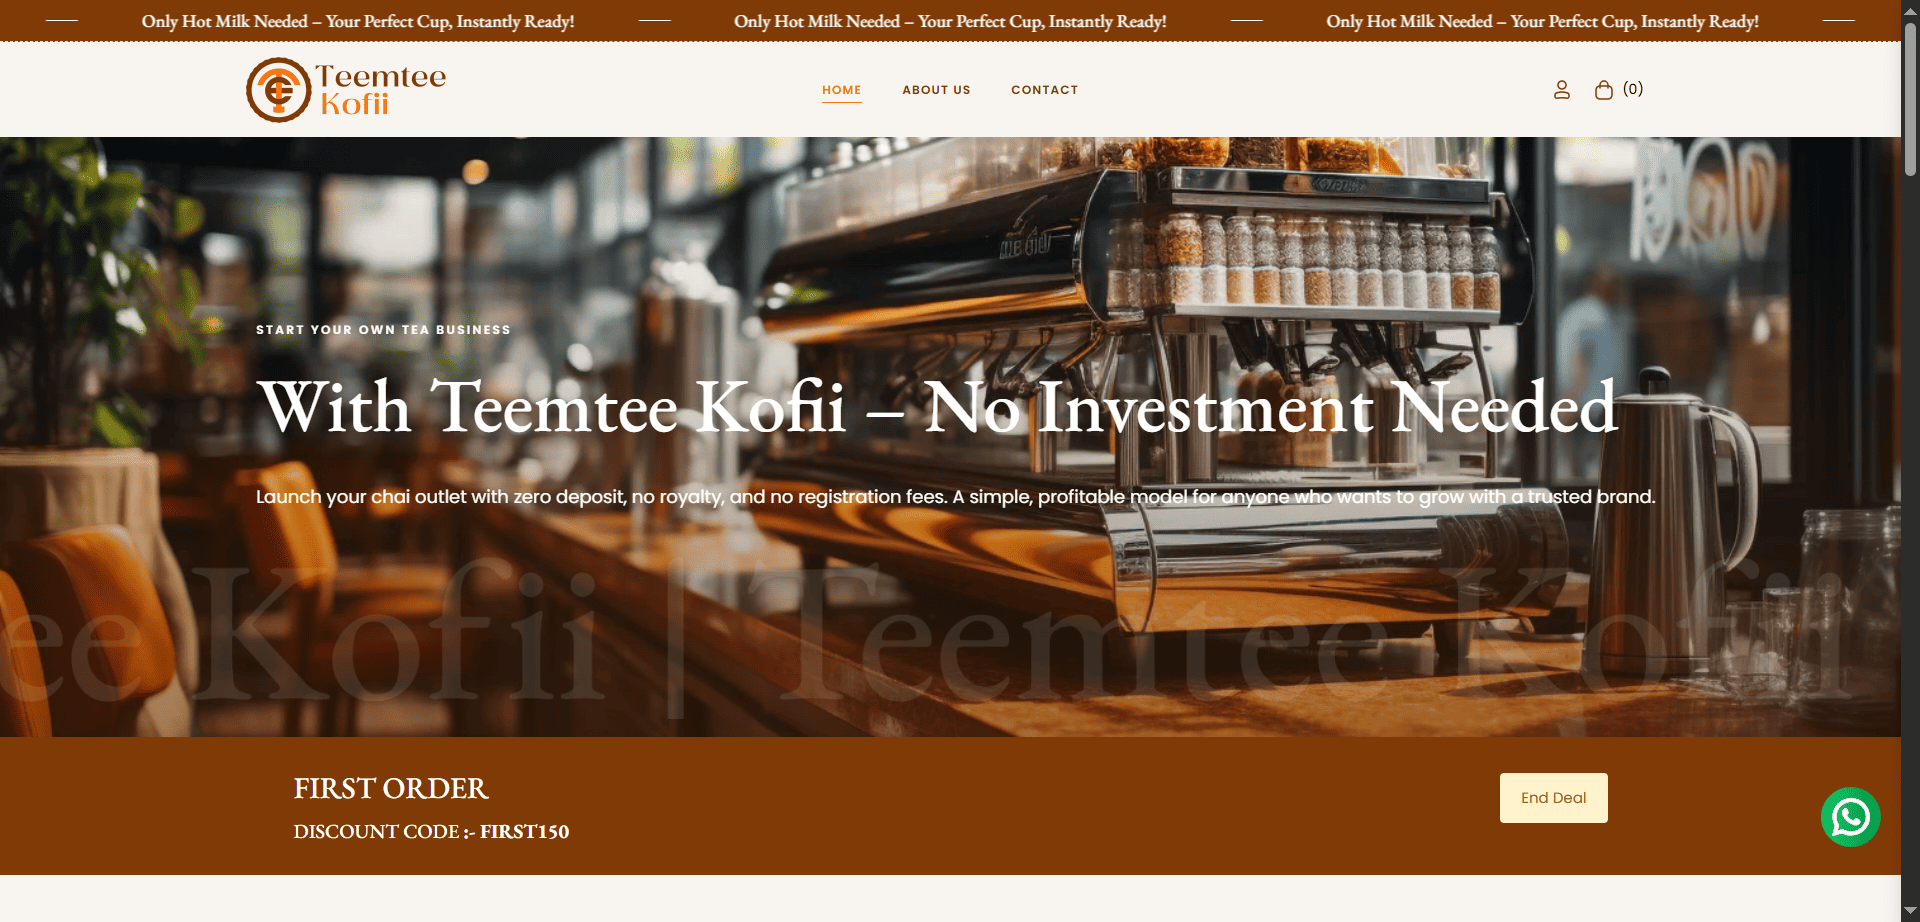 Only Hot Milk Needed – Your Perfect Cup, Instantly Ready! Only Hot Milk Needed – Your Perfect Cup, Instantly Ready! Only Hot Milk Needed – Your Perfect Cup, Instantly Ready!
Teemtee
Kofii
HOME ABOUT US CONTACT (0)
START YOUR OWN TEA BUSINESS
With Teemtee Kofii – No Investment Needed
Launch your chai outlet with zero deposit, no royalty, and no registration fees. A simple, profitable model for anyone who wants to grow with a trusted brand.
ee Kofii | Teemtee Kofii
FIRST ORDER
DISCOUNT CODE :- FIRST150
End Deal